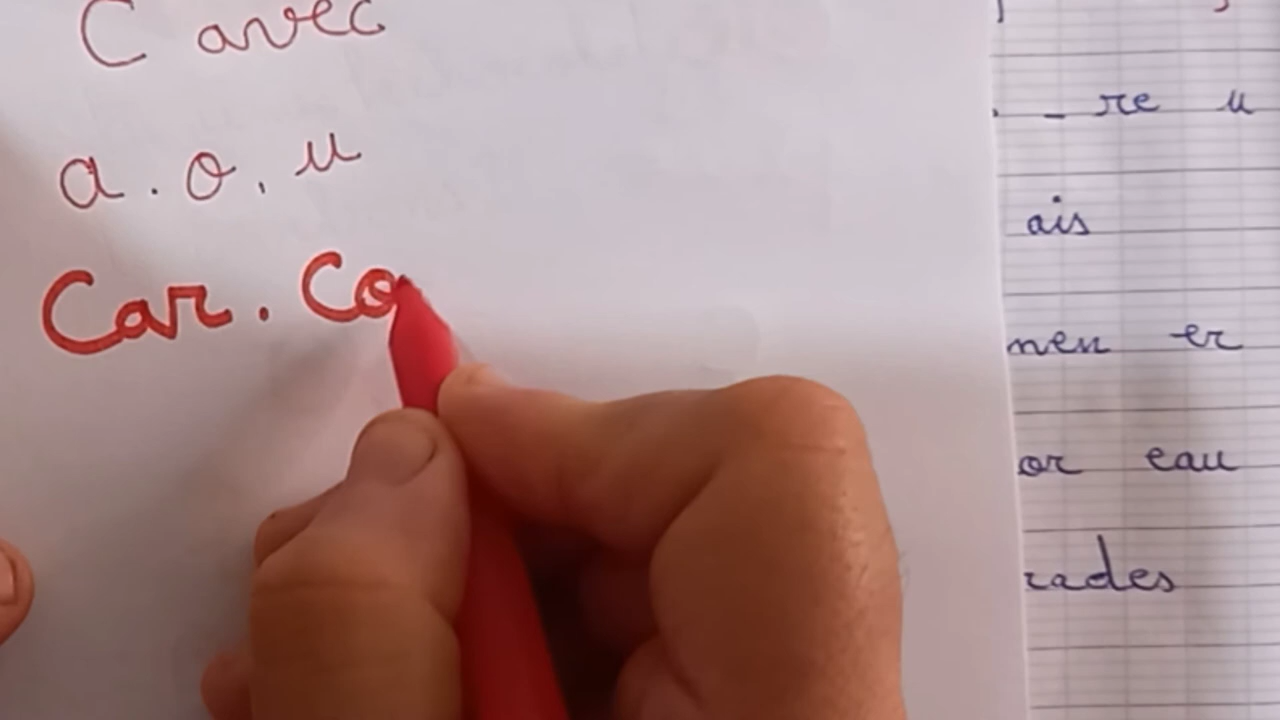 C avec
a. o, u
Car. Co
_ re u
ais
men er
or eau
rades